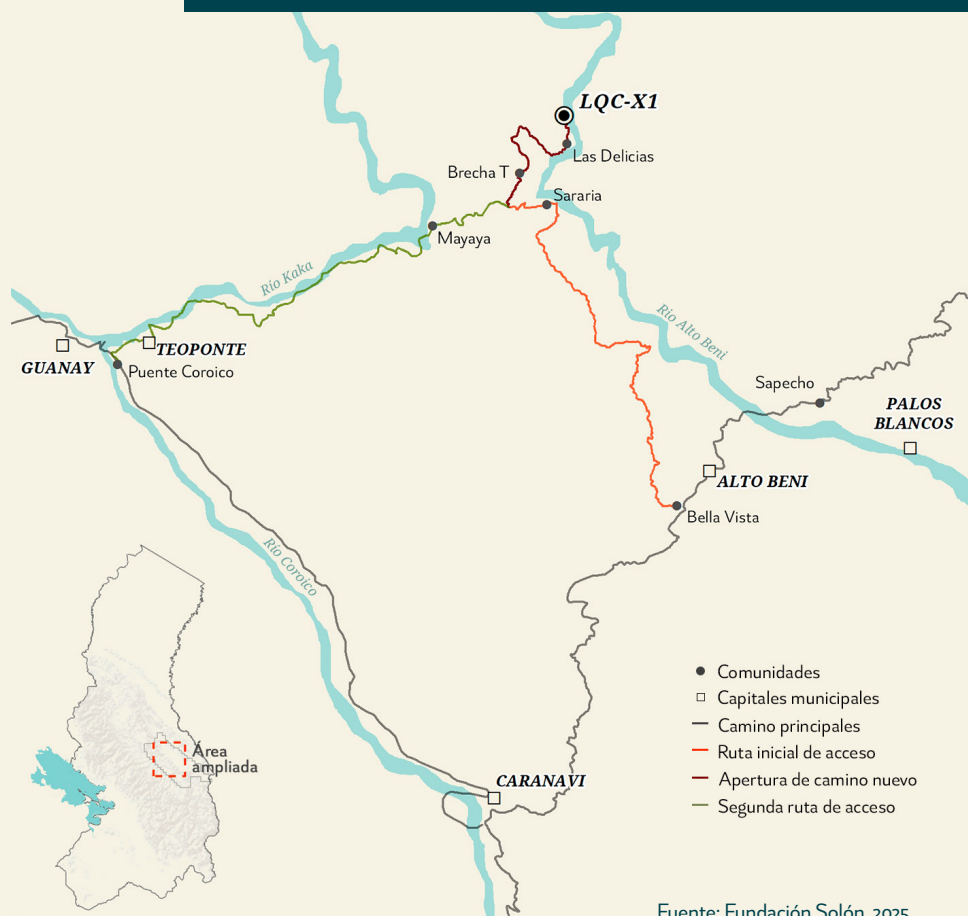 LQC-X1
Las Delicias
Brecha T
Sararia
Mayaya
Río Kaka
Río Alto Beni
GUANAY
TEOPONTE
Puente Coroico
Sapecho
PALOS
BLANCOS
ALTO BENI
Bella Vista
Río Coroico
Comunidades
Capitales municipales
Camino principales
Ruta inicial de acceso
Apertura de camino nuevo
Segunda ruta de acceso
Área
ampliada
CARANAVI
Fuente: Fundación Solón, 2025